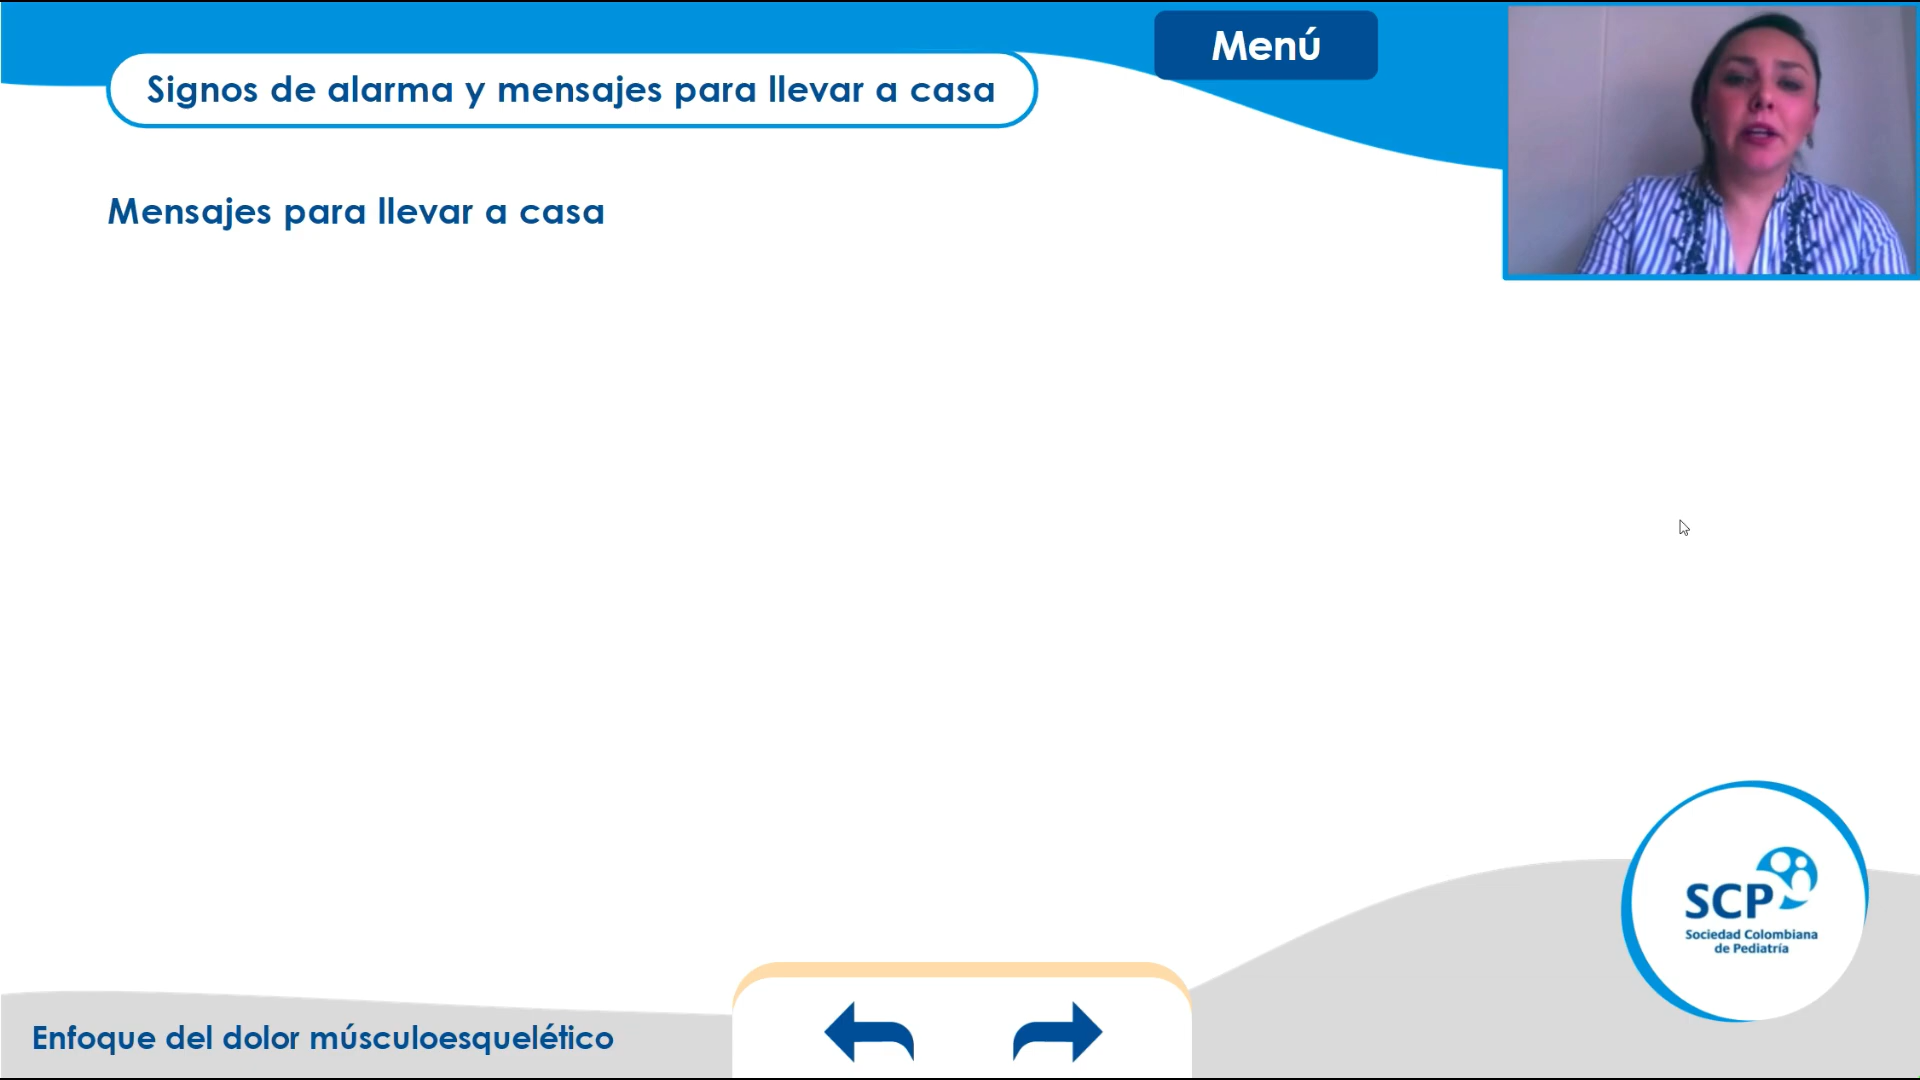 Menú
Signos de alarma y mensajes para llevar a casa
Mensajes para llevar a casa
SCP
Sociedad Colombiana
de Pediatría
Enfoque del dolor músculoesquelético